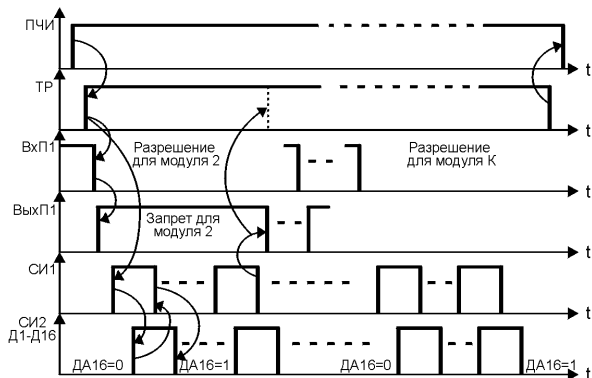 ПЧИ
t
ТР
t
ВхП1
Разрешение
для модуля 2
Разрешение
для модуля К
t
ВыхП1
Запрет для
модуля 2
t
СИ1
t
СИ2
Д1-Д16
ДА16=0
ДА16=1
ДА16=0
ДА16=1
t